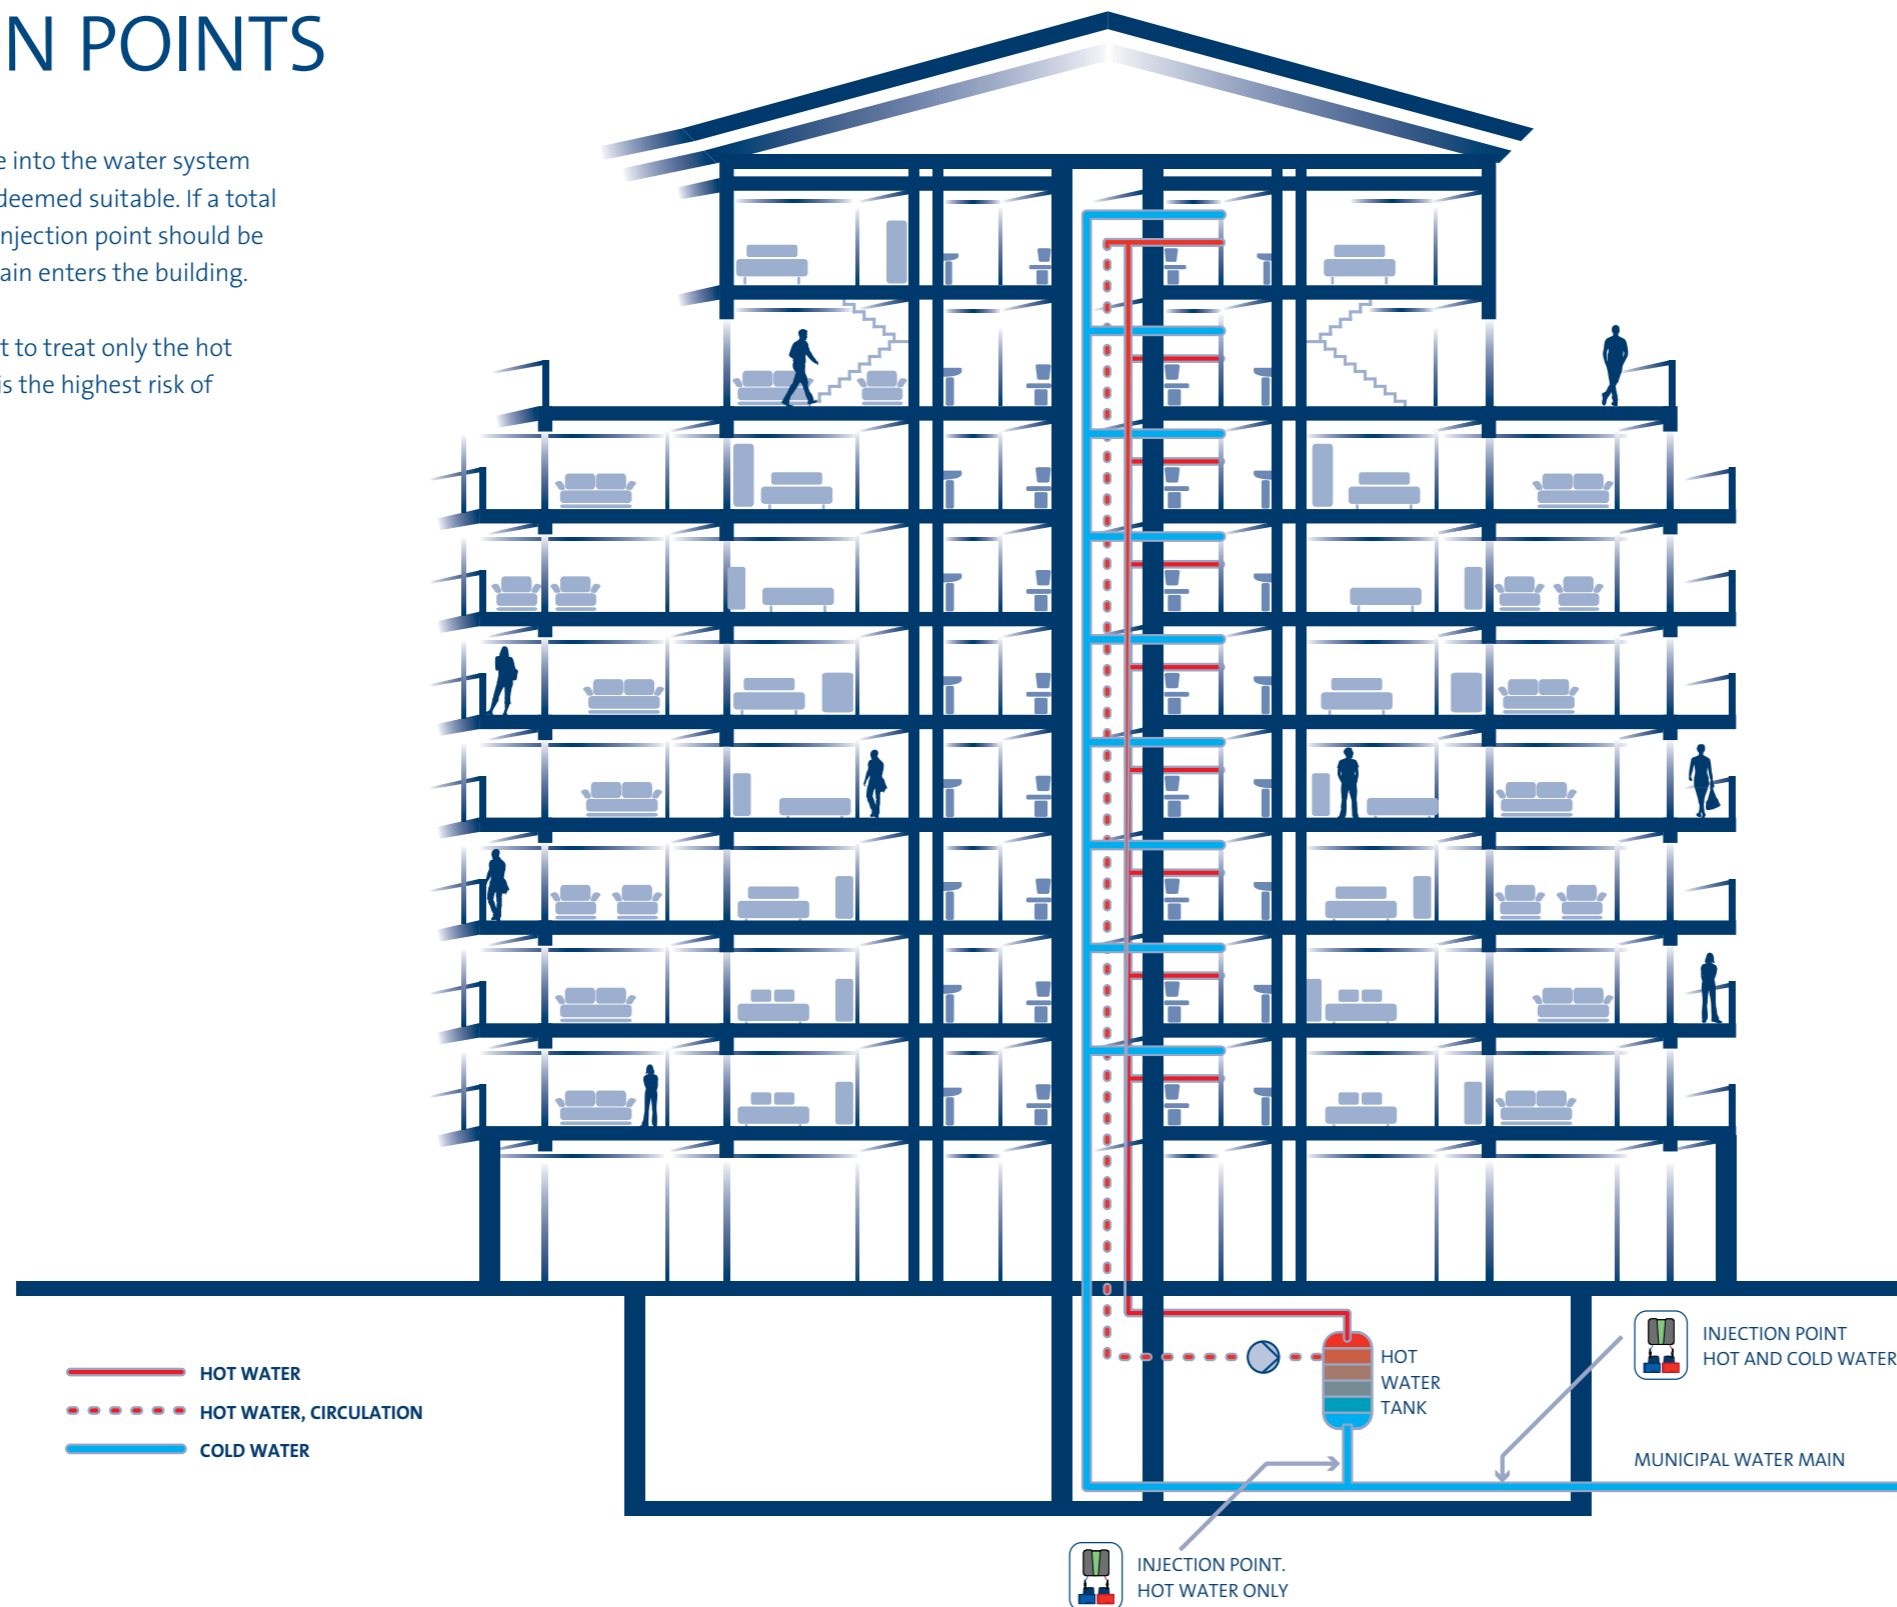 N POINTS
e into the water system
deemed suitable. If a total
njection point should be
ain enters the building.
t to treat only the hot
is the highest risk of
HOT WATER
HOT WATER, CIRCULATION
COLD WATER
HOT
WATER
TANK
INJECTION POINT
HOT AND COLD WATER
MUNICIPAL WATER MAIN
INJECTION POINT.
HOT WATER ONLY